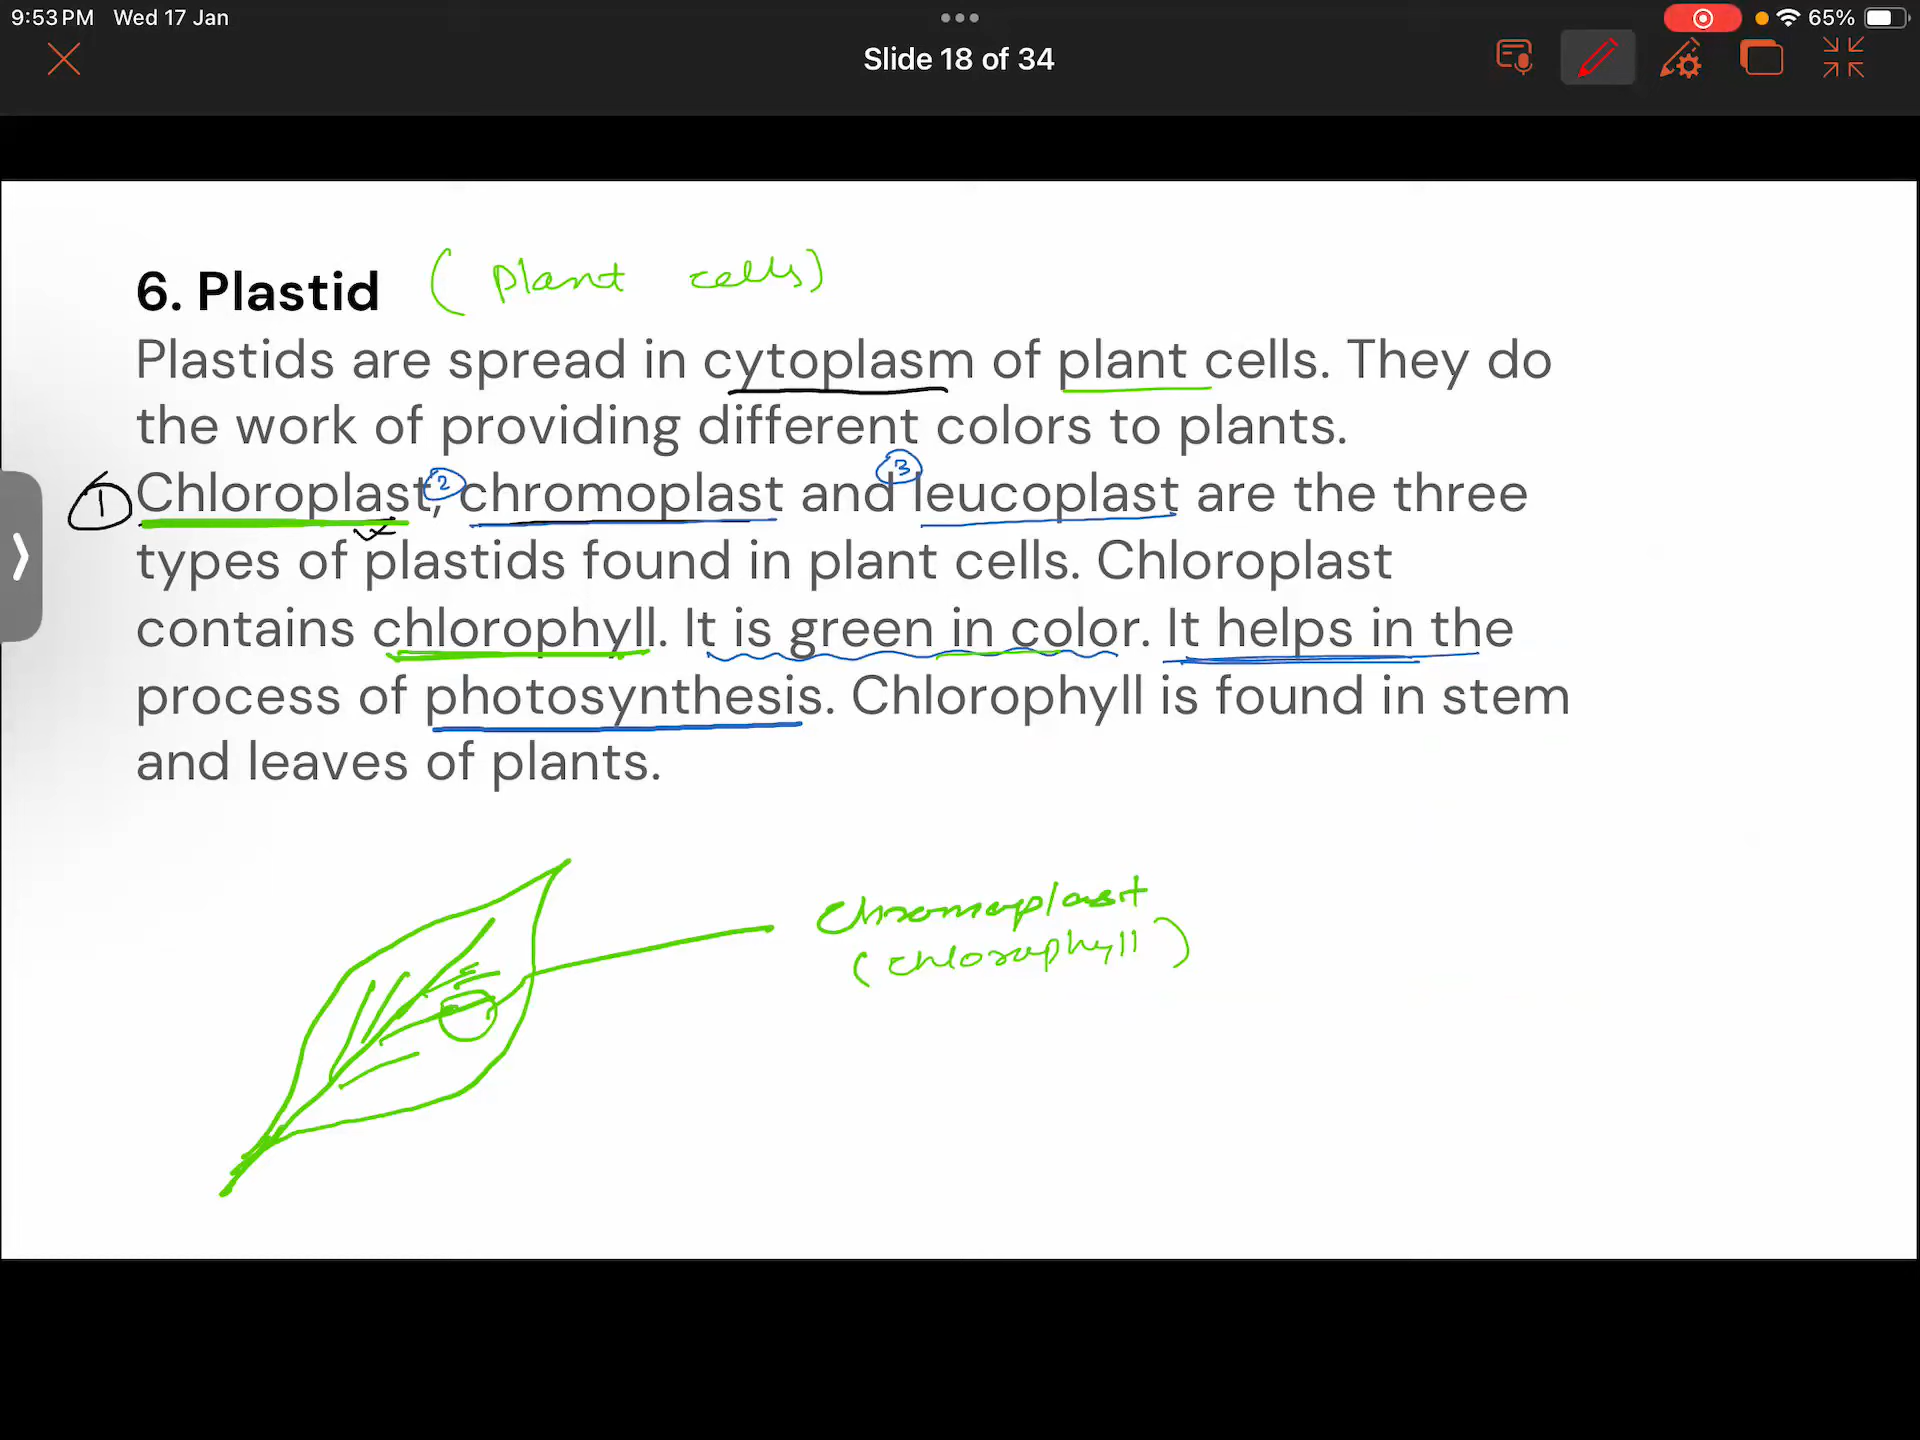 9:53 PM Wed 17 Jan
65%
Slide 18 of 34
6. Plastid (plant cells)
Plastids are spread in cytoplasm of plant cells. They do
the work of providing different colors to plants.
1 Chloroplast, 2 chromoplast and 3 leucoplast are the three
types of plastids found in plant cells. Chloroplast
contains chlorophyll. It is green in color. It helps in the
process of photosynthesis. Chlorophyll is found in stem
and leaves of plants.
Chromoplast
(chlorophyll)